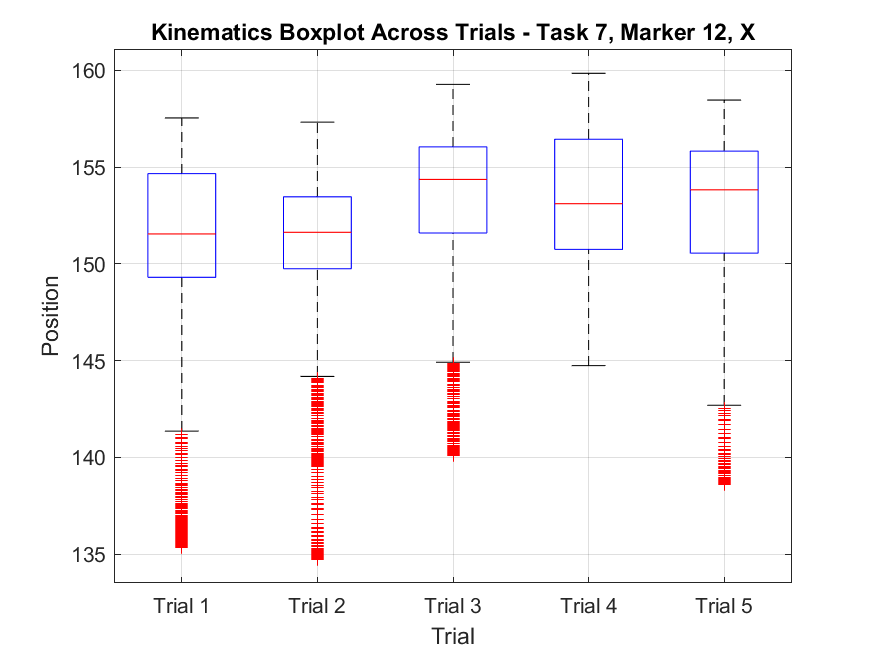 Kinematics Boxplot Across Trials - Task 7, Marker 12, X
Position
160
155
150
145
140
135
Trial 1 Trial 2 Trial 3 Trial 4 Trial 5
Trial